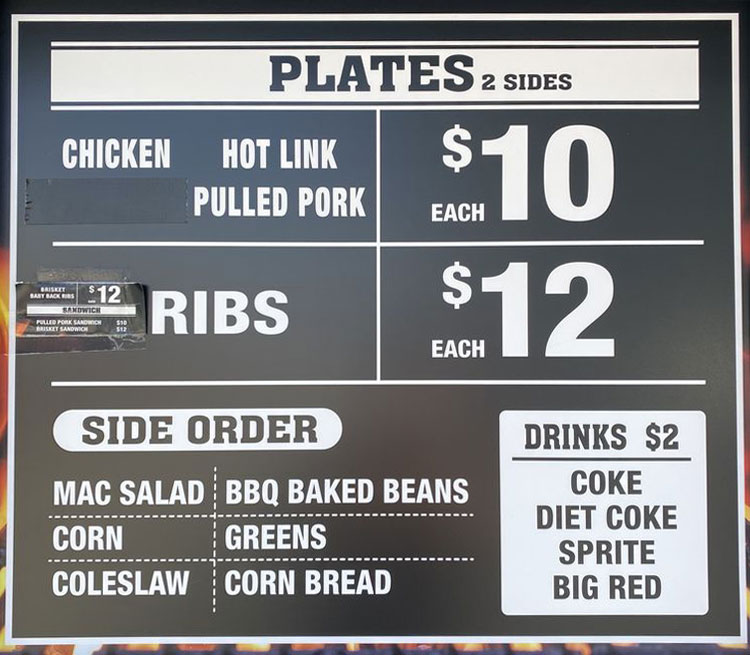 PLATES 2 SIDES
CHICKEN HOT LINK
PULLED PORK
$10
EACH
BRISKET
BABY BACK RIBS
$12
SANDWICH
PULLED PORK SANDWICH $10
BRISKET SANDWICH $12
RIBS
$12
EACH
SIDE ORDER
MAC SALAD BBQ BAKED BEANS
CORN GREENS
COLESLAW CORN BREAD
DRINKS $2
COKE
DIET COKE
SPRITE
BIG RED